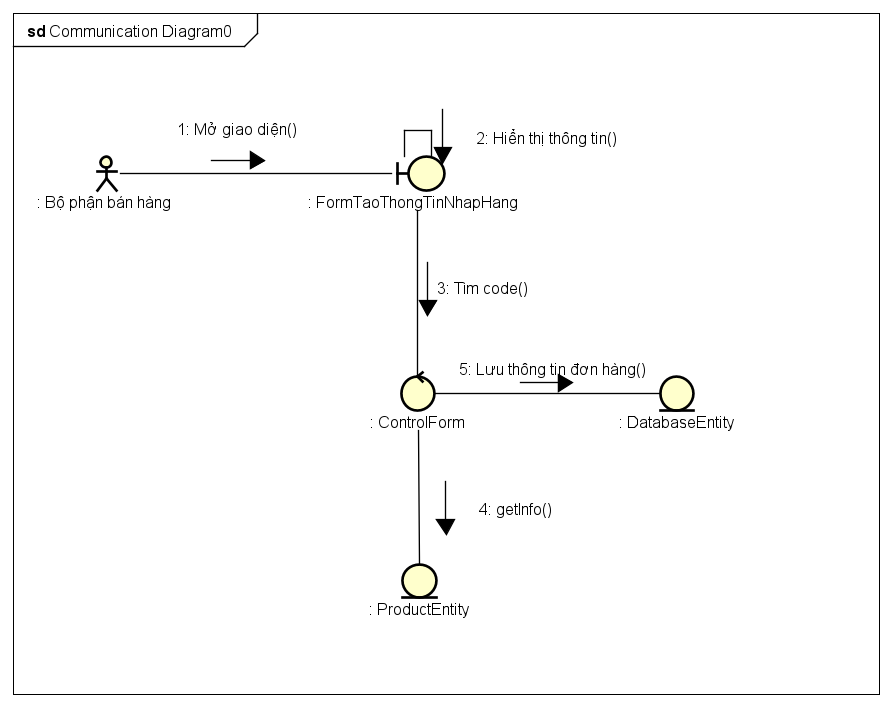 sd Communication Diagram0
1: Mở giao diện()
2: Hiển thị thông tin()
: Bộ phận bán hàng
: FormTaoThongTinNhapHang
3: Tìm code()
5: Lưu thông tin đơn hàng()
: ControlForm
: DatabaseEntity
4: getInfo()
: ProductEntity